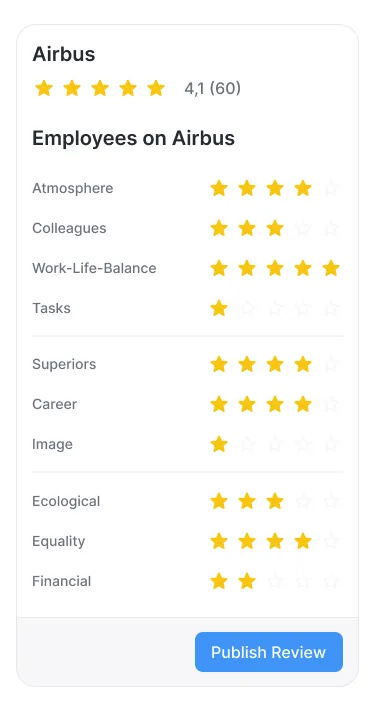 Airbus
4,1 (60)
Employees on Airbus
Atmosphere
Colleagues
Work-Life-Balance
Tasks
Superiors
Career
Image
Ecological
Equality
Financial
Publish Review